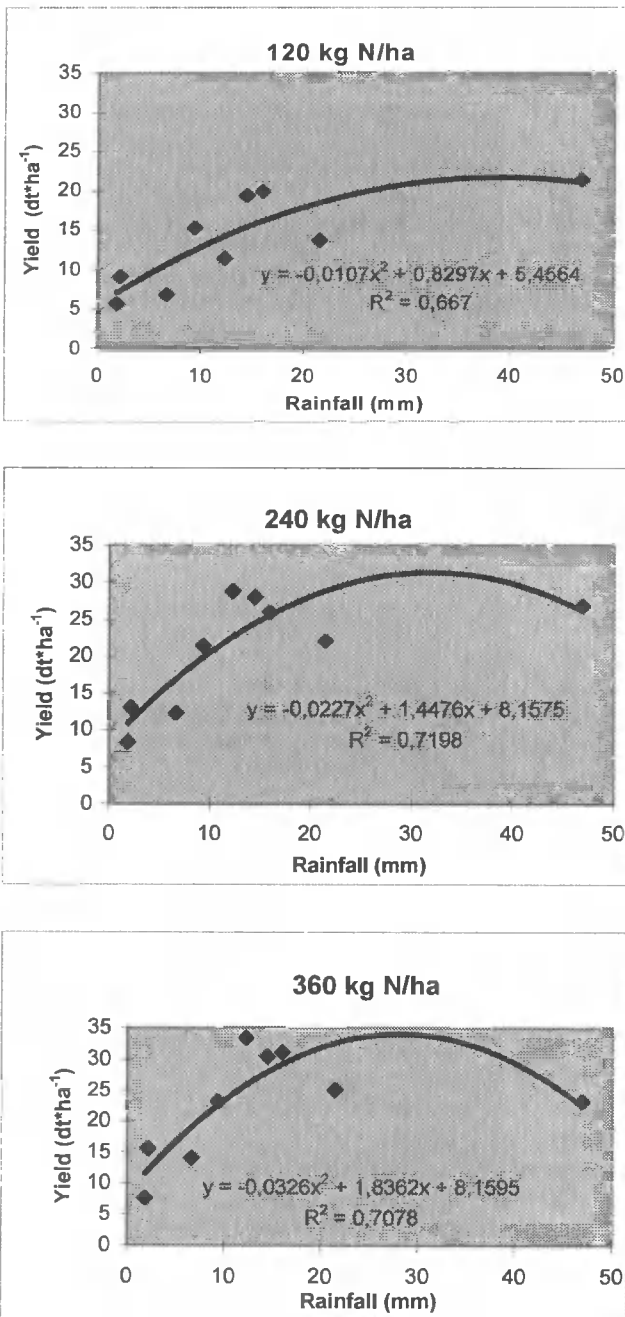 120 kg N/ha
35
30
25
20
15
10
5
0
Yield (dt*ha⁻¹)
y = -0,0107x² + 0,8297x + 5,4664
R² = 0,667
0 10 20 30 40 50
Rainfall (mm)
240 kg N/ha
35
30
25
20
15
10
5
0
Yield (dt*ha⁻¹)
y = -0,0227x² + 1,4476x + 8,1575
R² = 0,7198
0 10 20 30 40 50
Rainfall (mm)
360 kg N/ha
35
30
25
20
15
10
5
0
Yield (dt*ha⁻¹)
y = -0,0326x² + 1,8362x + 8,1595
R² = 0,7078
0 10 20 30 40 50
Rainfall (mm)